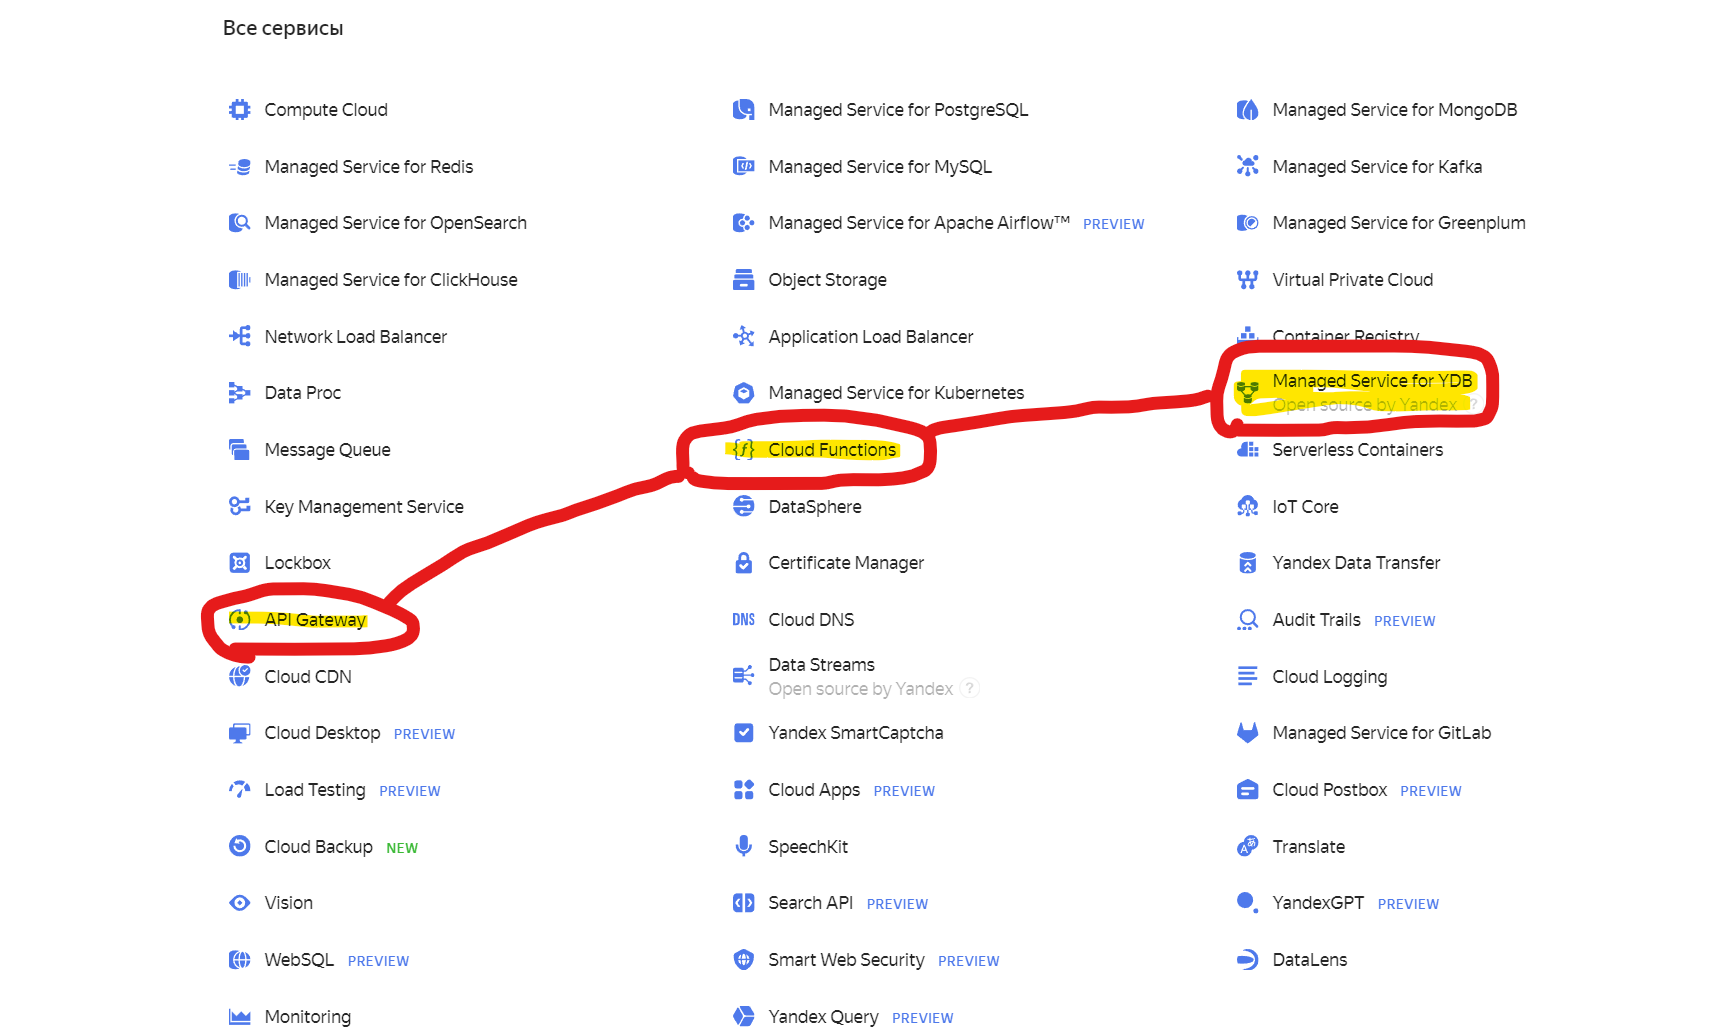 Все сервисы
Compute Cloud
Managed Service for PostgreSQL
Managed Service for MongoDB
Managed Service for Redis
Managed Service for MySQL
Managed Service for Kafka
Managed Service for OpenSearch
Managed Service for Apache Airflow™ PREVIEW
Managed Service for Greenplum
Managed Service for ClickHouse
Object Storage
Virtual Private Cloud
Network Load Balancer
Application Load Balancer
Container Registry
Data Proc
Managed Service for Kubernetes
Managed Service for YDB
Open source by Yandex ?
Message Queue
{ƒ} Cloud Functions
Serverless Containers
Key Management Service
DataSphere
IoT Core
Lockbox
Certificate Manager
Yandex Data Transfer
API Gateway
DNS Cloud DNS
Audit Trails PREVIEW
Cloud CDN
Data Streams
Open source by Yandex ?
Cloud Logging
Cloud Desktop PREVIEW
Yandex SmartCaptcha
Managed Service for GitLab
Load Testing PREVIEW
Cloud Apps PREVIEW
Cloud Postbox PREVIEW
Cloud Backup NEW
SpeechKit
Translate
Vision
Search API PREVIEW
YandexGPT PREVIEW
WebSQL PREVIEW
Smart Web Security PREVIEW
DataLens
Monitoring
Yandex Query PREVIEW